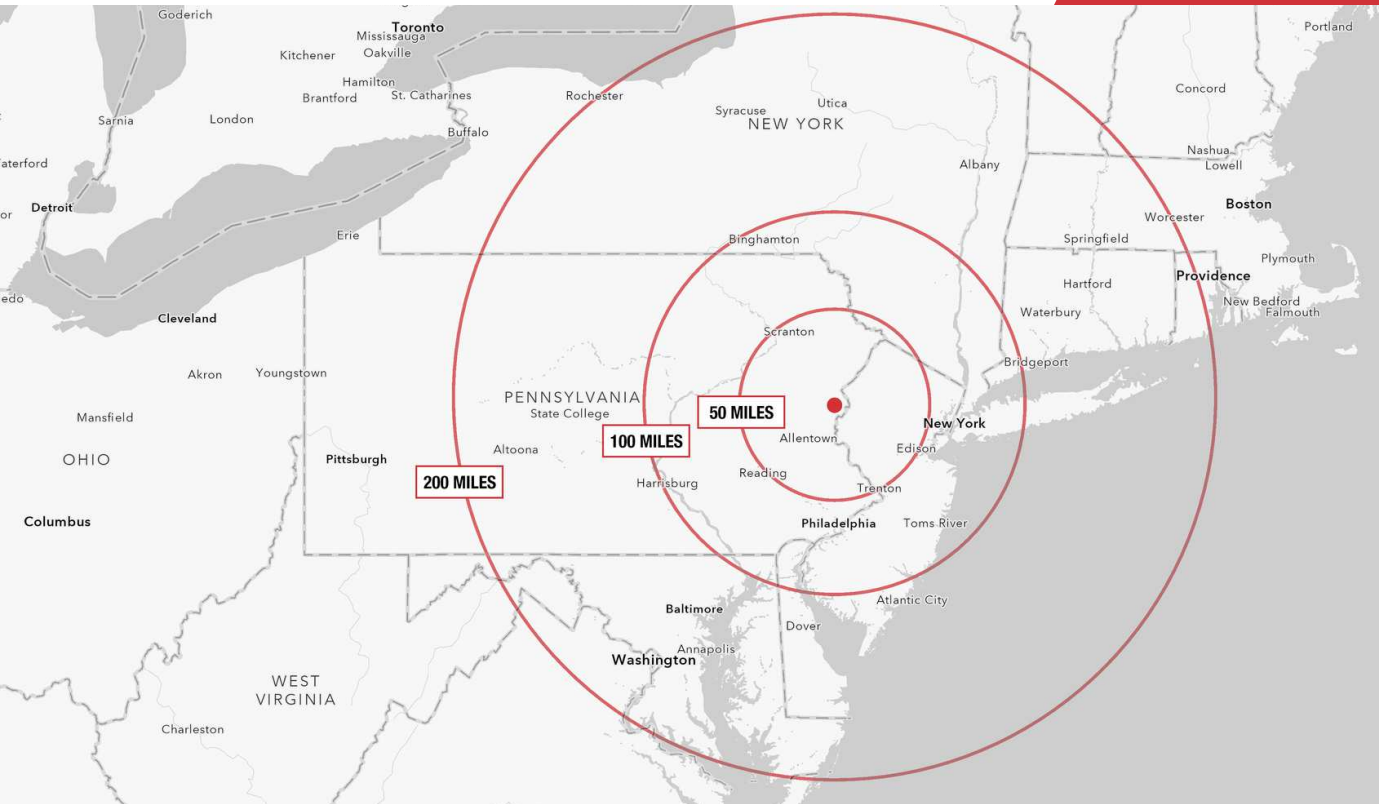 Goderich
Portland
Toronto
Mississauga
Kitchener
Oakville
Hamilton
Brantford
St. Catharines
Rochester
Concord
Utica
Syracuse
NEW YORK
Sarnia
London
Buffalo
Nashua
Lowell
aterford
Albany
Detroit
or
Boston
Worcester
Erie
Binghamton
Springfield
Plymouth
Providence
Hartford
edo
New Bedford
Falmouth
Waterbury
Cleveland
Scranton
Bridgeport
Akron
Youngstown
PENNSYLVANIA
State College
50 MILES
Mansfield
New York
Allentown
100 MILES
Edison
Altoona
OHIO
Pittsburgh
Reading
200 MILES
Harrisburg
Trenton
Columbus
Philadelphia
Toms River
Baltimore
Atlantic City
Dover
Annapolis
Washington
WEST
VIRGINIA
Charleston